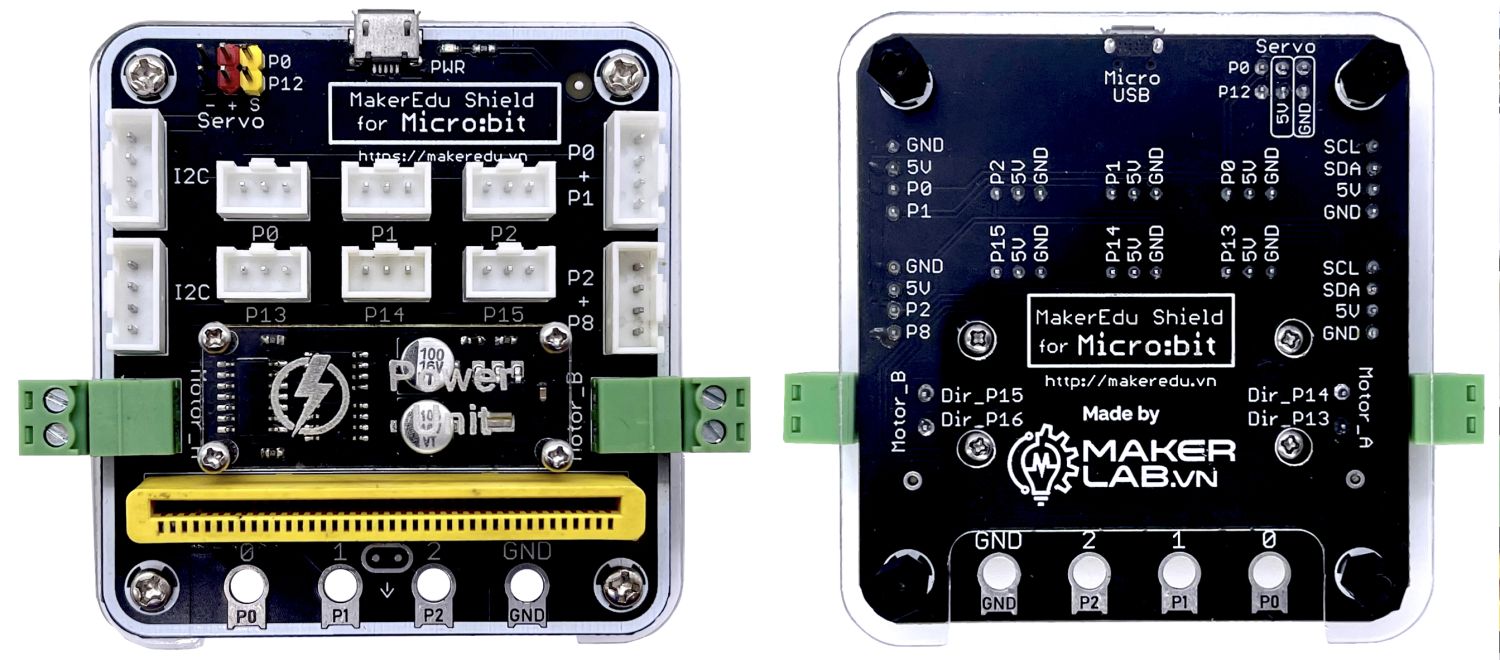 P0
P12
- + S
Servo
PWR
MakerEdu Shield
for Micro:bit
https://makeredu.vn
P0
+
P1
I2C
P0
P1
P2
I2C
P2
+
P8
P13
P14
P15
100
16V
Power
VT
Motor_B
0
1
2
GND
P0
P1
P2
GND
Servo
P0
P12
5V
GND
Micro
USB
GND
5V
P0
P1
P2
5V
GND
P1
5V
GND
P0
5V
GND
SCL
SDA
5V
GND
P15
5V
GND
P14
5V
GND
P13
5V
GND
GND
5V
P2
P8
SCL
SDA
5V
GND
MakerEdu Shield
for Micro:bit
http://makeredu.vn
Motor_B
Dir_P15
Dir_P16
Dir_P14
Dir_P13
Motor_A
Made by
MAKER
LAB.VN
GND
2
1
0
GND
P2
P1
P0